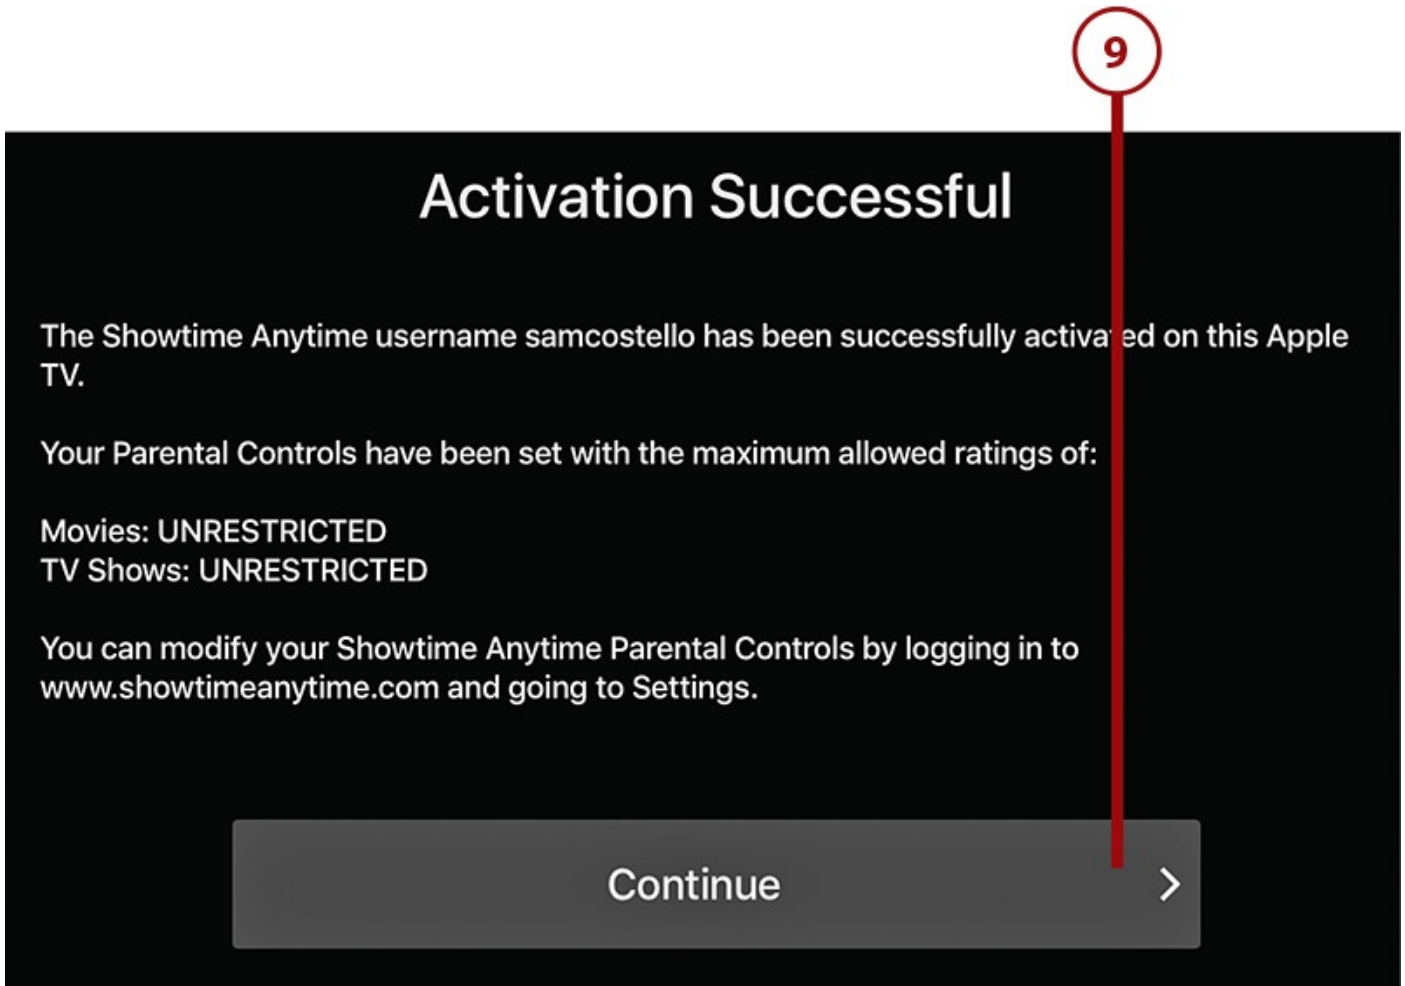 9
Activation Successful
The Showtime Anytime username samcostello has been successfully activated on this Apple
TV.
Your Parental Controls have been set with the maximum allowed ratings of:
Movies: UNRESTRICTED
TV Shows: UNRESTRICTED
You can modify your Showtime Anytime Parental Controls by logging in to
www.showtimeanytime.com and going to Settings.
Continue